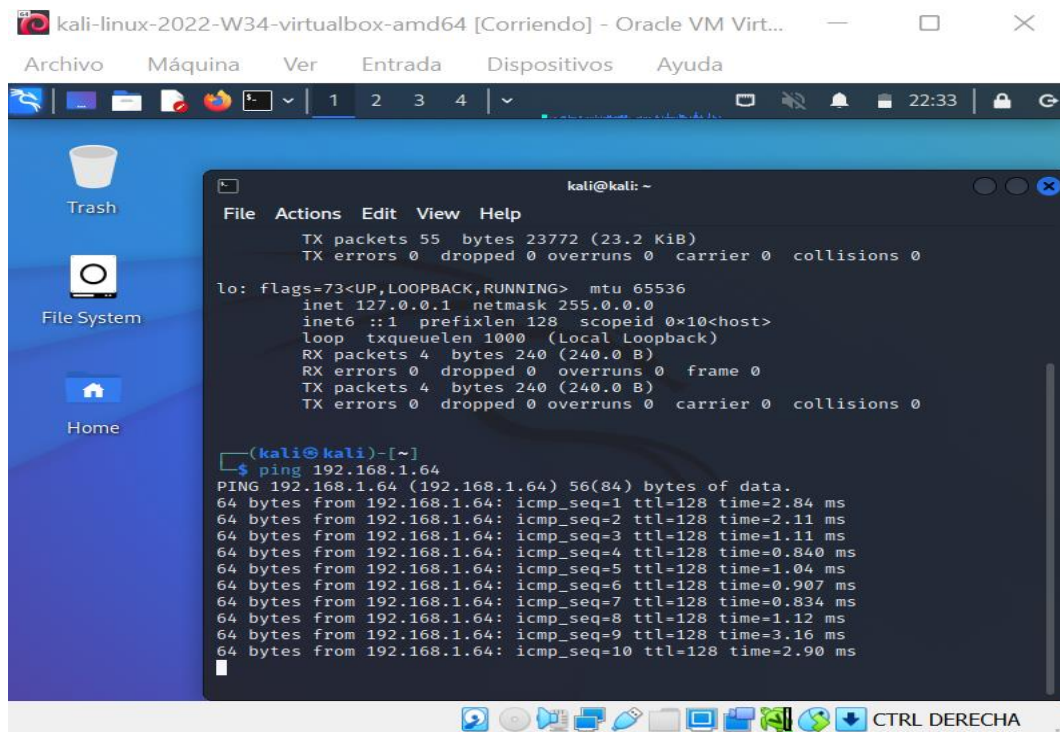 kali-linux-2022-W34-virtualbox-amd64 [Corriendo] - Oracle VM Virt...
Archivo Máquina Ver Entrada Dispositivos Ayuda
1 2 3 4 22:33
Trash
File System
Home
kali@kali: ~
File Actions Edit View Help
TX packets 55 bytes 23772 (23.2 KiB)
TX errors 0 dropped 0 overruns 0 carrier 0 collisions 0
lo: flags=73<UP,LOOPBACK,RUNNING> mtu 65536
inet 127.0.0.1 netmask 255.0.0.0
inet6 ::1 prefixlen 128 scopeid 0×10<host>
loop txqueuelen 1000 (Local Loopback)
RX packets 4 bytes 240 (240.0 B)
RX errors 0 dropped 0 overruns 0 frame 0
TX packets 4 bytes 240 (240.0 B)
TX errors 0 dropped 0 overruns 0 carrier 0 collisions 0
(kali㉿kali)-[~]
$ ping 192.168.1.64
PING 192.168.1.64 (192.168.1.64) 56(84) bytes of data.
64 bytes from 192.168.1.64: icmp_seq=1 ttl=128 time=2.84 ms
64 bytes from 192.168.1.64: icmp_seq=2 ttl=128 time=2.11 ms
64 bytes from 192.168.1.64: icmp_seq=3 ttl=128 time=1.11 ms
64 bytes from 192.168.1.64: icmp_seq=4 ttl=128 time=0.840 ms
64 bytes from 192.168.1.64: icmp_seq=5 ttl=128 time=1.04 ms
64 bytes from 192.168.1.64: icmp_seq=6 ttl=128 time=0.907 ms
64 bytes from 192.168.1.64: icmp_seq=7 ttl=128 time=0.834 ms
64 bytes from 192.168.1.64: icmp_seq=8 ttl=128 time=1.12 ms
64 bytes from 192.168.1.64: icmp_seq=9 ttl=128 time=3.16 ms
64 bytes from 192.168.1.64: icmp_seq=10 ttl=128 time=2.90 ms
CTRL DERECHA